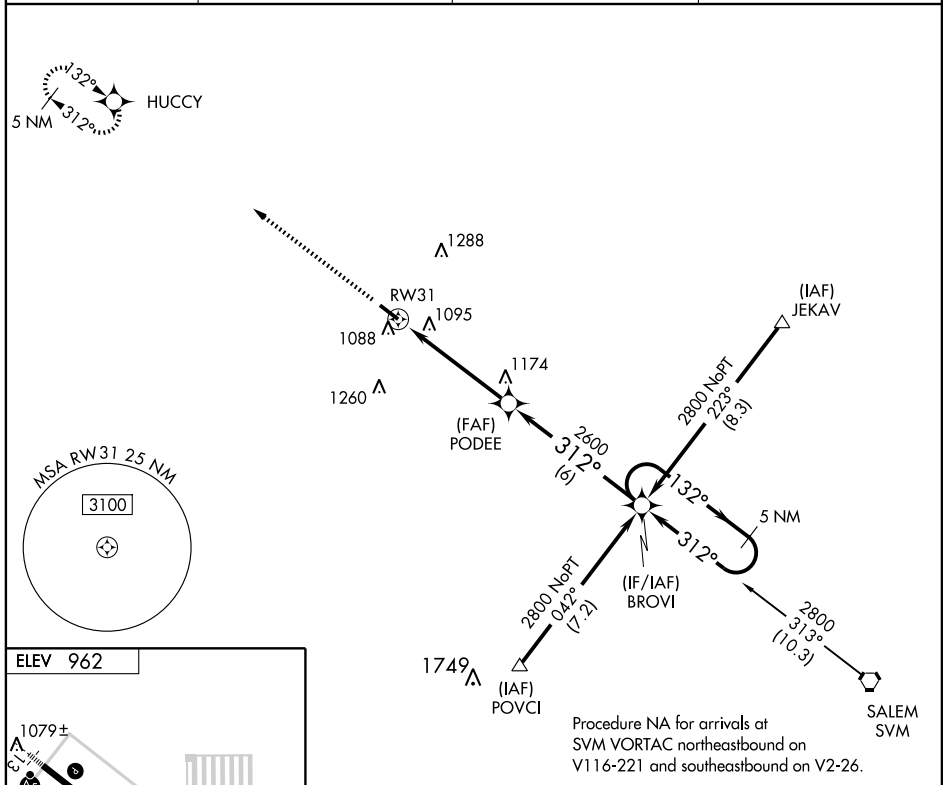 132°
HUCCY
312°
5 NM
1288
RW31
1095
1088
(IAF)
JEKAV
1174
1260
2800 NoPT
223°
(8.3)
(FAF)
PODEE
2600
312°
(6)
MSA RW31 25 NM
3100
132°
5 NM
312°
(IF/IAF)
BROVI
2800 NoPT
042°
(7.2)
2800
313°
(10.3)
ELEV 962
1749
(IAF)
POVCI
SALEM
SVM
Procedure NA for arrivals at
SVM VORTAC northeastbound on
V116-221 and southeastbound on V2-26.
1079±
13
P